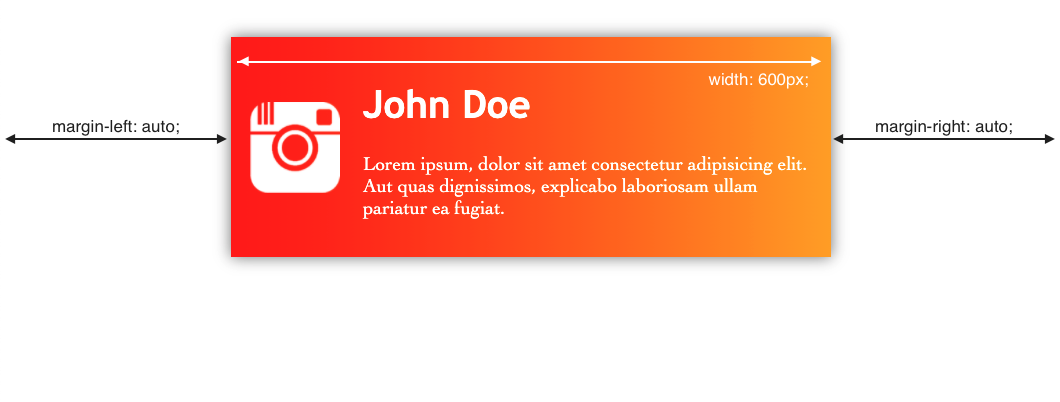 width: 600px;
John Doe
margin-left: auto;
margin-right: auto;
Lorem ipsum, dolor sit amet consectetur adipisicing elit.
Aut quas dignissimos, explicabo laboriosam ullam
pariatur ea fugiat.